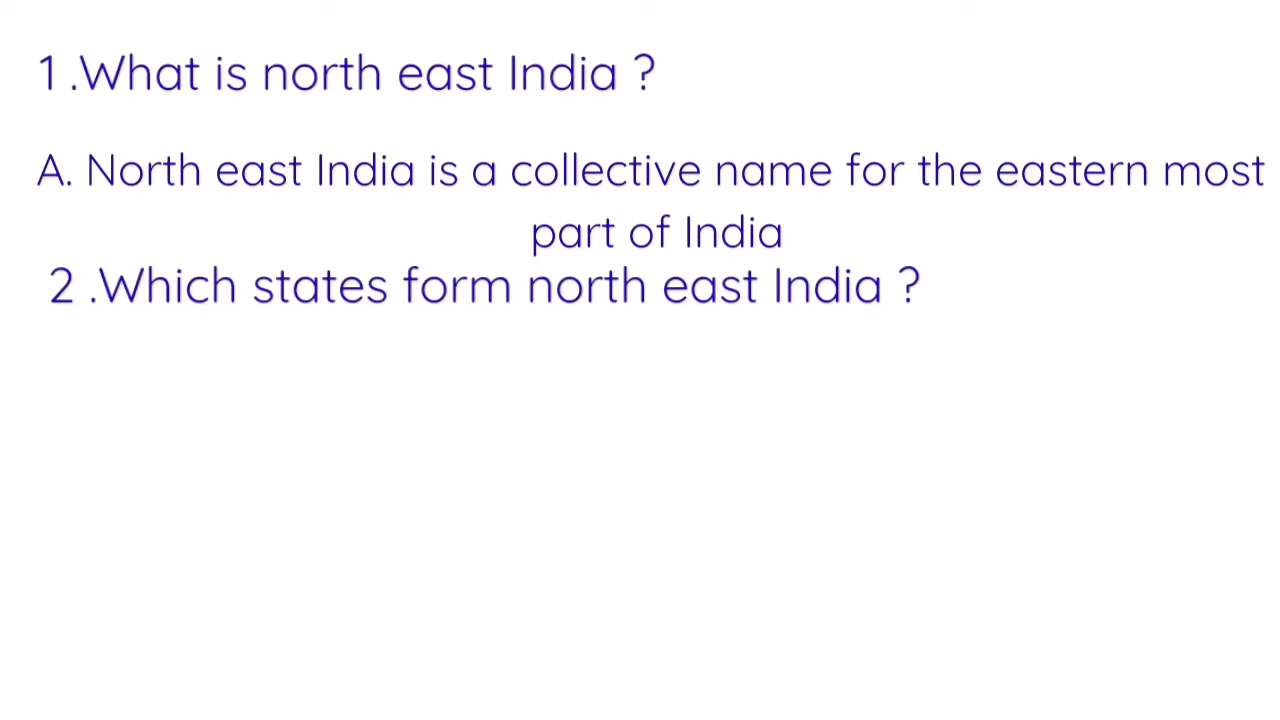 1 .What is north east India ?
A. North east India is a collective name for the eastern most
part of India
2 .Which states form north east India ?